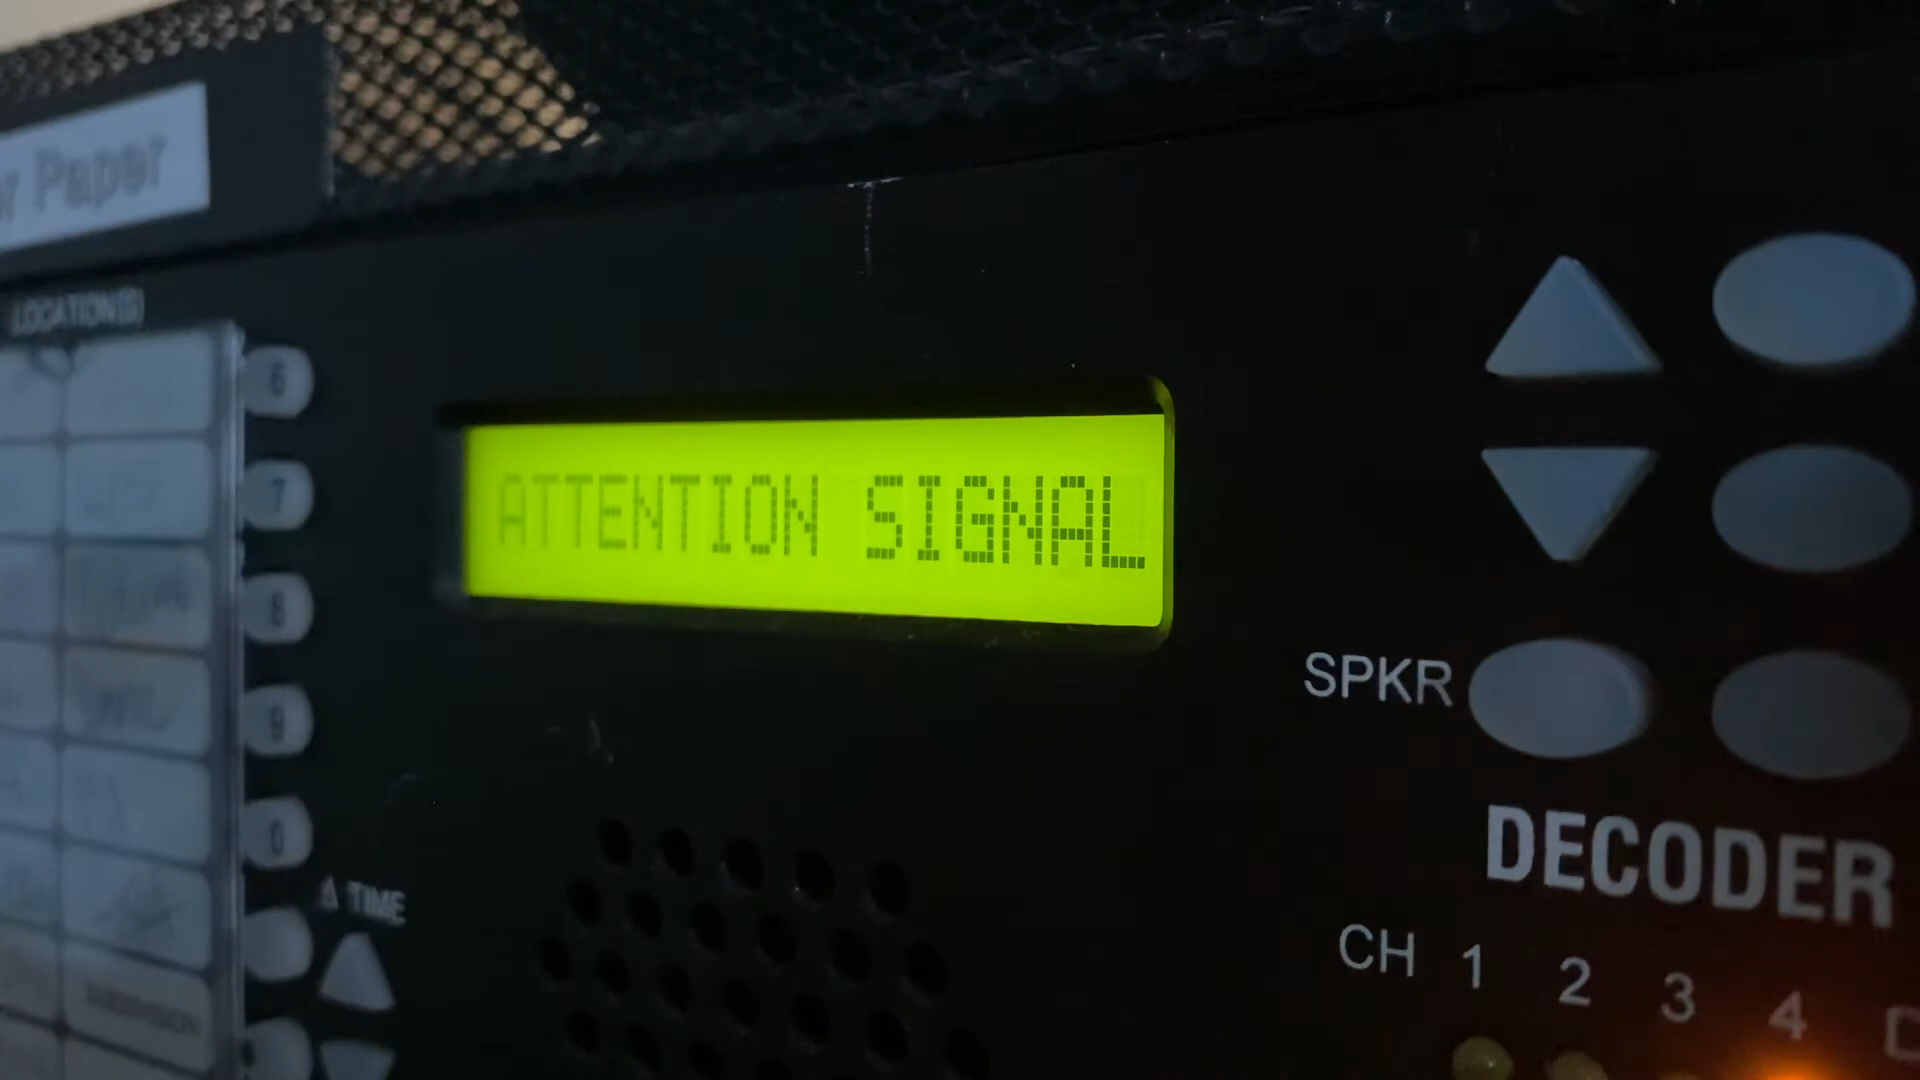 Paper
LOCATION(S)
6
7
8
9
0
Δ TIME
ATTENTION SIGNAL
SPKR
DECODER
CH 1 2 3 4